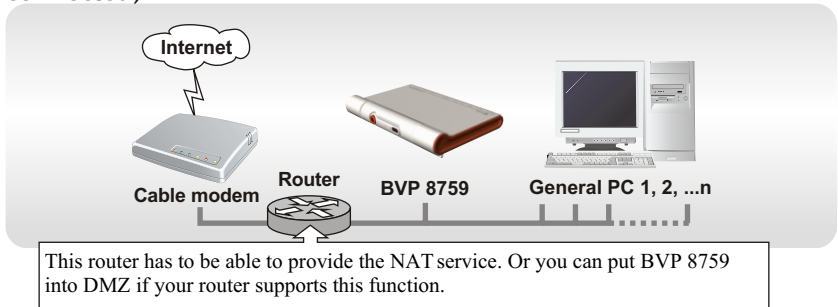 Internet
Cable modem
Router
BVP 8759
General PC 1, 2, ...n
This router has to be able to provide the NAT service. Or you can put BVP 8759
into DMZ if your router supports this function.